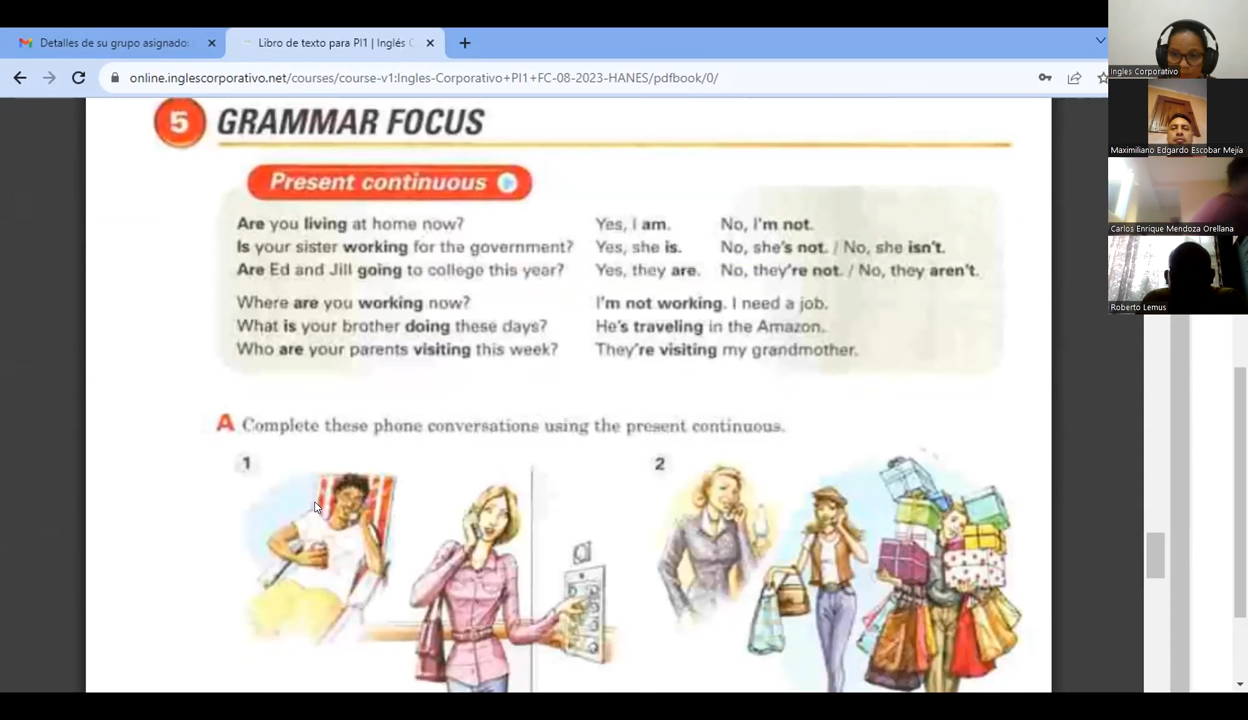 Detalles de su grupo asignado:
Libro de texto para PI1 | Inglés C
online.inglescorporativo.net/courses/course-v1:Ingles-Corporativo+PI1+FC-08-2023-HANES/pdfbook/0/
Ingles Corporativo
Maximiliano Edgardo Escobar Mejía
Carlos Enrique Mendoza Orellana
Roberto Lemus
5 GRAMMAR FOCUS
Present continuous
Are you living at home now? Yes, I am. No, I'm not.
Is your sister working for the government? Yes, she is. No, she's not. / No, she isn't.
Are Ed and Jill going to college this year? Yes, they are. No, they're not. / No, they aren't.
Where are you working now? I'm not working. I need a job.
What is your brother doing these days? He's traveling in the Amazon.
Who are your parents visiting this week? They're visiting my grandmother.
A Complete these phone conversations using the present continuous.
1
2